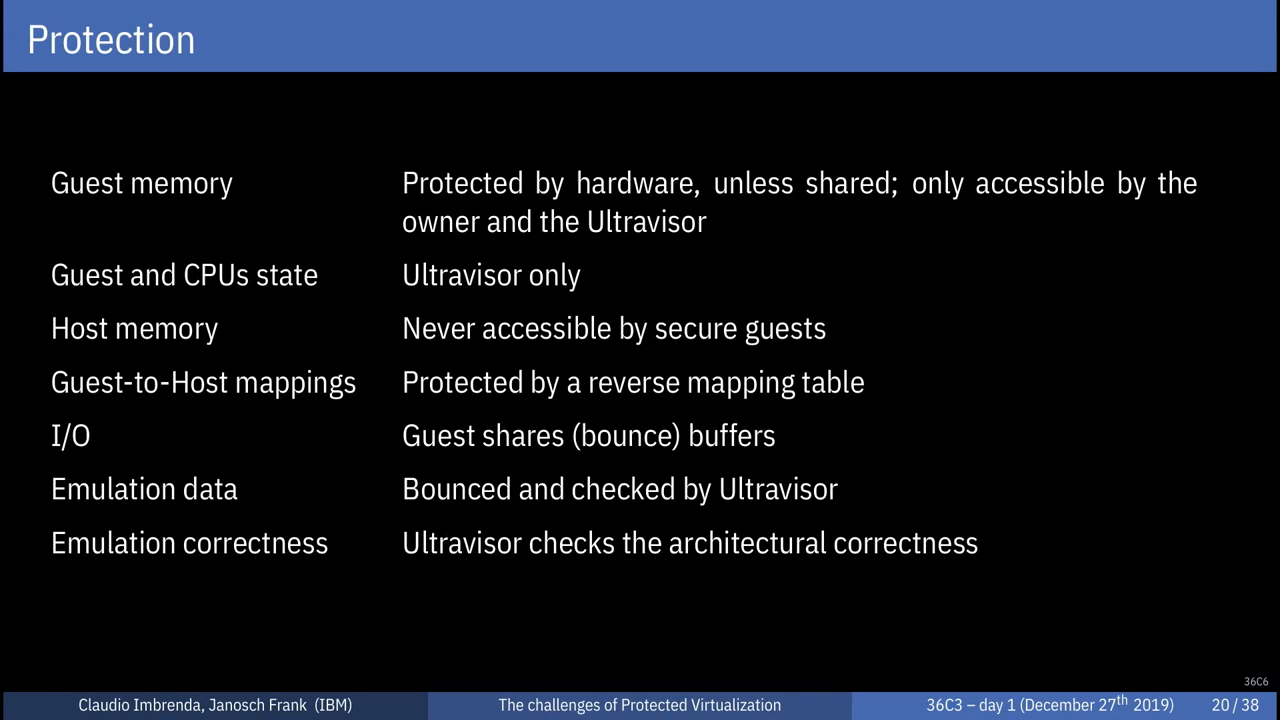 Protection
Guest memory Protected by hardware, unless shared; only accessible by the
owner and the Ultravisor
Guest and CPUs state Ultravisor only
Host memory Never accessible by secure guests
Guest-to-Host mappings Protected by a reverse mapping table
I/O Guest shares (bounce) buffers
Emulation data Bounced and checked by Ultravisor
Emulation correctness Ultravisor checks the architectural correctness
36C6
Claudio Imbrenda, Janosch Frank (IBM) The challenges of Protected Virtualization 36C3 – day 1 (December 27th 2019) 20 / 38